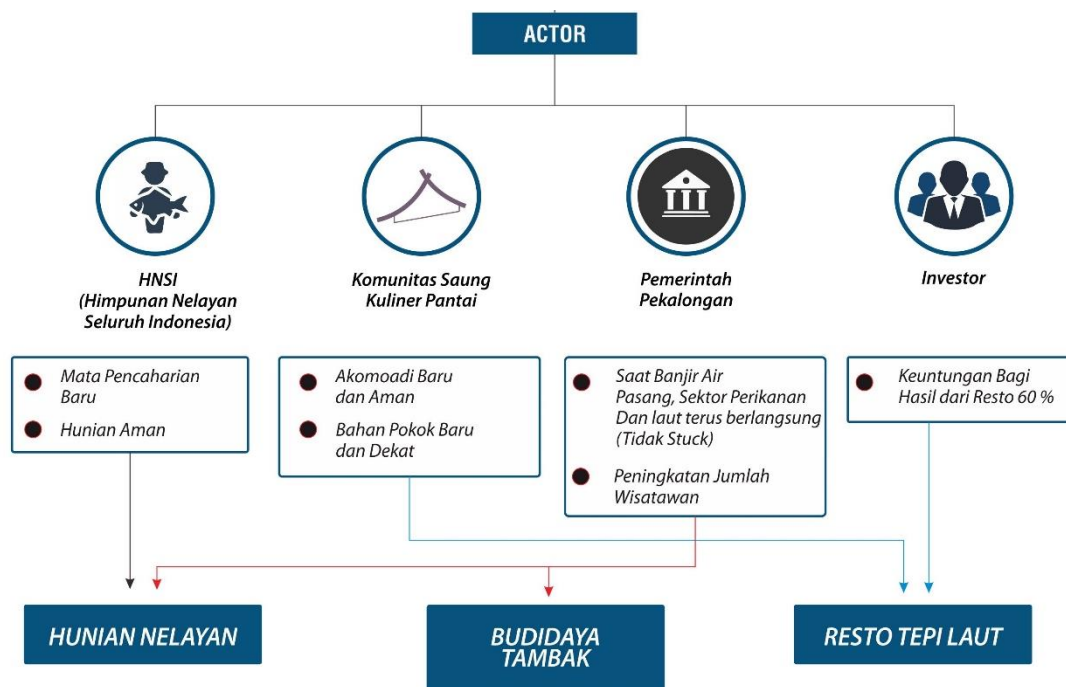 ACTOR
HNSI
(Himpunan Nelayan
Seluruh Indonesia)
Komunitas Saung
Kuliner Pantai
Pemerintah
Pekalongan
Investor
Mata Pencaharian
Baru
Hunian Aman
Akomoadi Baru
dan Aman
Bahan Pokok Baru
dan Dekat
Saat Banjir Air
Pasang, Sektor Perikanan
Dan laut terus berlangsung
(Tidak Stuck)
Peningkatan Jumlah
Wisatawan
Keuntungan Bagi
Hasil dari Resto 60 %
HUNIAN NELAYAN
BUDIDAYA
TAMBAK
RESTO TEPI LAUT